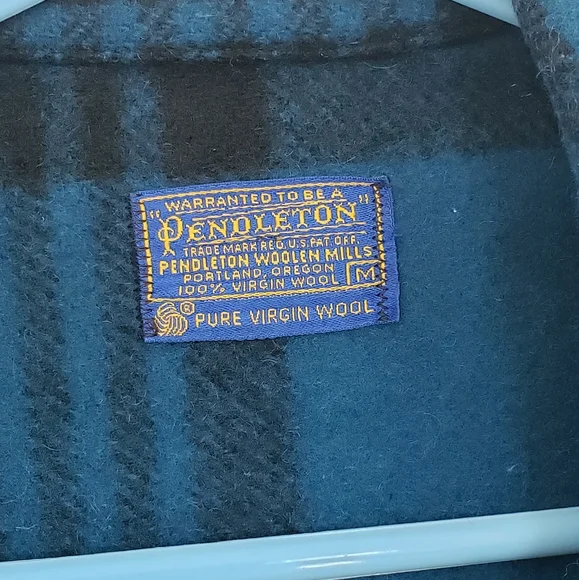 WARRANTED TO BE A
"PENDLETON"
TRADE MARK REG. U.S. PAT. OFF.
PENDLETON WOOLEN MILLS
PORTLAND, OREGON
100% VIRGIN WOOL M
® PURE VIRGIN WOOL